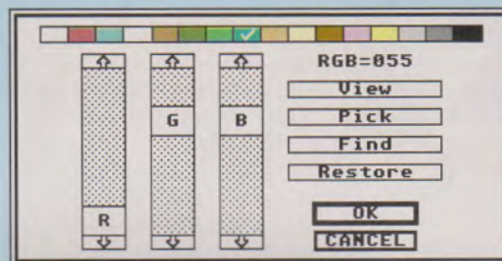 RGB=055
View
G B Pick
Find
Restore
R OK
CANCEL